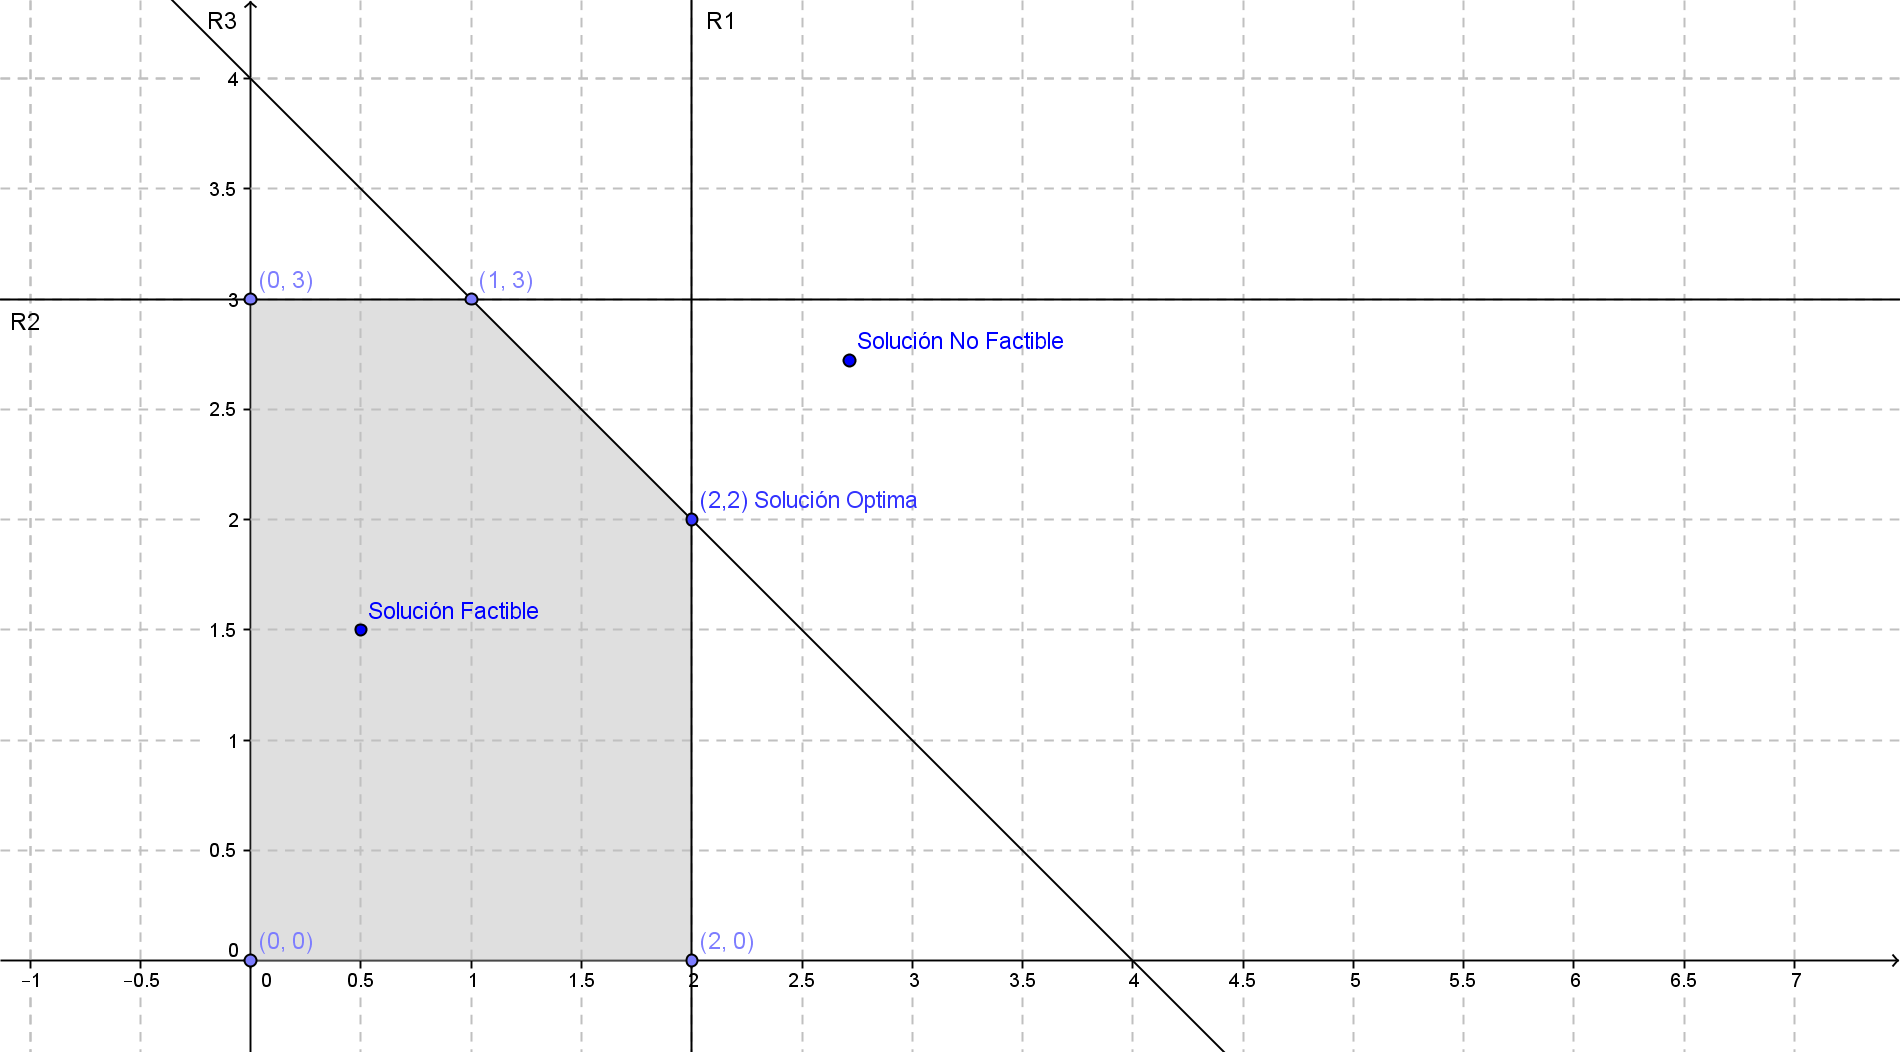 R3
R1
4
3.5
(0, 3)
(1, 3)
3
R2
Solución No Factible
2.5
(2,2) Solución Optima
2
Solución Factible
1.5
1
0.5
(0, 0)
(2, 0)
0
−1 −0.5 0 0.5 1 1.5 2 2.5 3 3.5 4 4.5 5 5.5 6 6.5 7